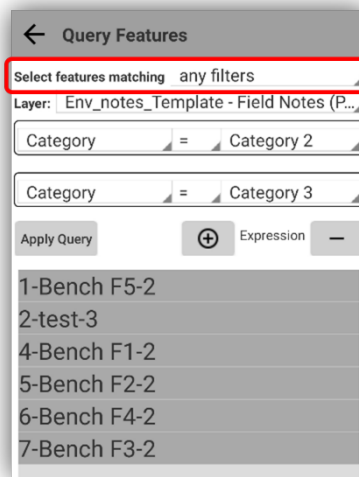 Query Features
Select features matching any filters
Layer: Env_notes_Template - Field Notes (P...
Category = Category 2
Category = Category 3
Apply Query Expression
1-Bench F5-2
2-test-3
4-Bench F1-2
5-Bench F2-2
6-Bench F4-2
7-Bench F3-2